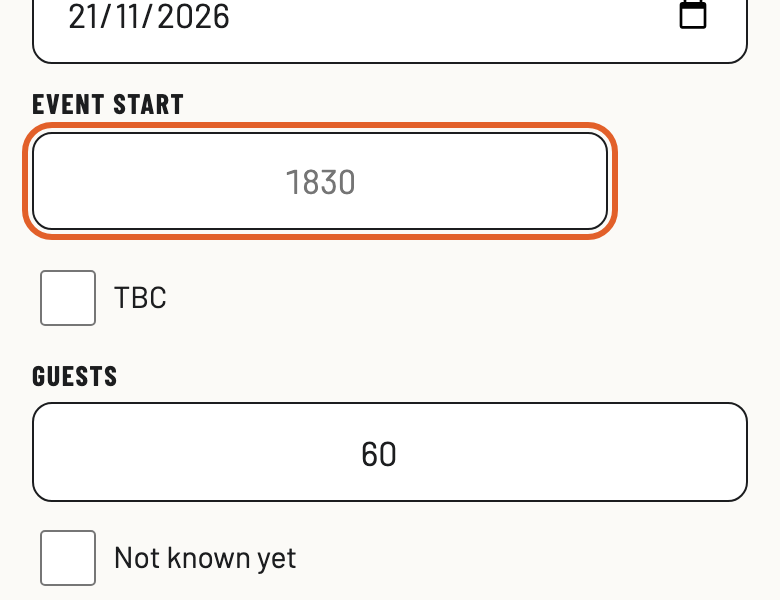 21/11/2026
EVENT START
1830
TBC
GUESTS
60
Not known yet